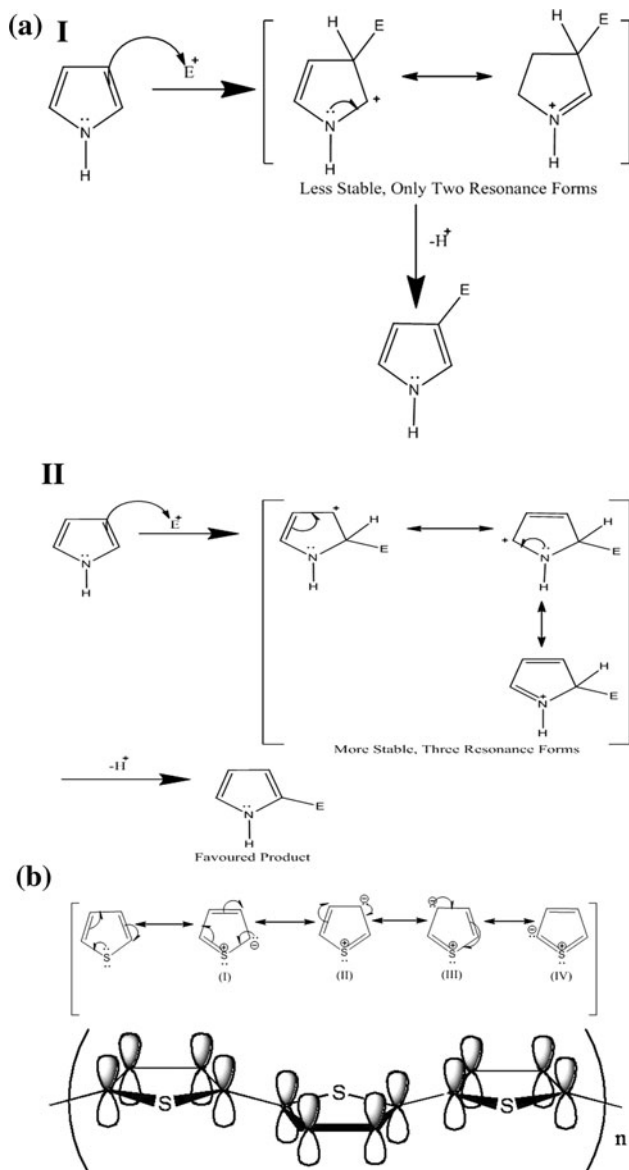 (a) I
H E
E+
+
N
H
N
H
+
N
H
Less Stable, Only Two Resonance Forms
-H+
E
N
H
II
E+
N
H
+
H
E
N
H
+
H
E
N
H
H
E
N+
H
More Stable, Three Resonance Forms
-H+
E
N
H
Favoured Product
(b)
S S S S S
(I) (II) (III) (IV)
S S S
n